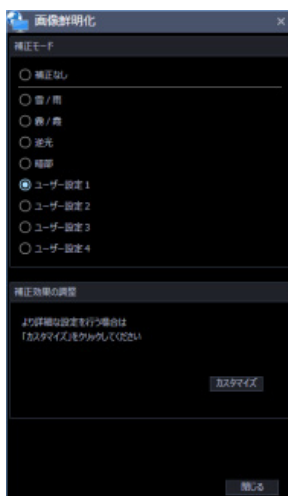 画像鮮明化
×
補正モード
補正なし
雪 / 雨
霧 / 靄
逆光
暗部
ユーザー設定 1
ユーザー設定 2
ユーザー設定 3
ユーザー設定 4
補正効果の調整
より詳細な設定を行う場合は
「カスタマイズ」をクリックしてください
カスタマイズ
閉じる